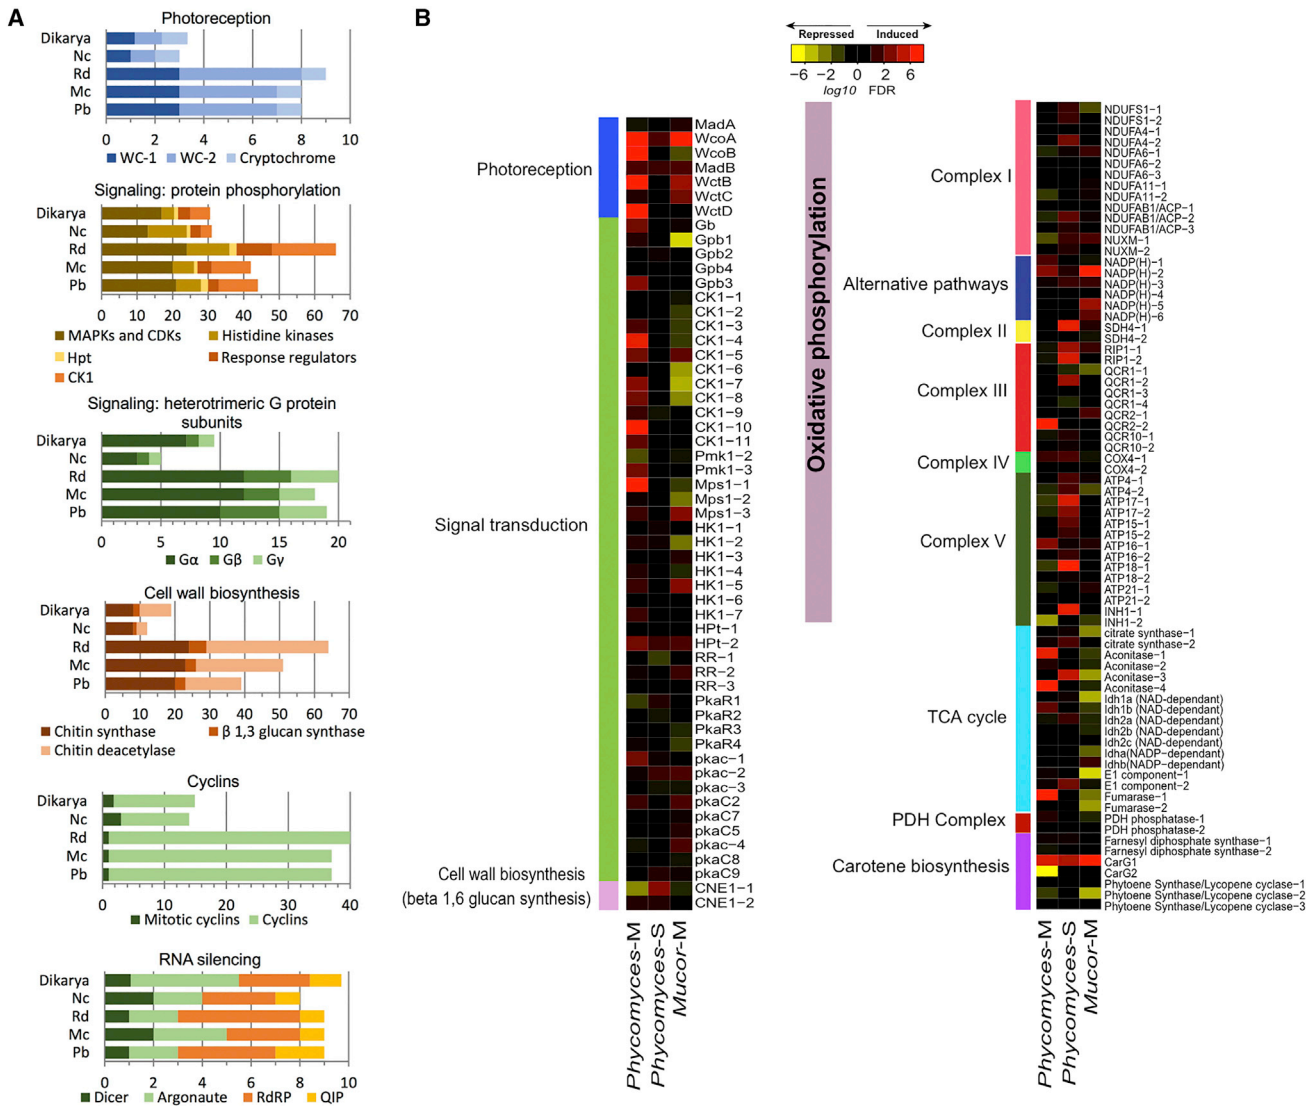 A
Photoreception
Dikarya
Nc
Rd
Mc
Pb
0 2 4 6 8 10
WC-1 WC-2 Cryptochrome
Signaling: protein phosphorylation
Dikarya
Nc
Rd
Mc
Pb
0 10 20 30 40 50 60 70
MAPKs and CDKs Histidine kinases
Hpt Response regulators
CK1
Signaling: heterotrimeric G protein
subunits
Dikarya
Nc
Rd
Mc
Pb
0 5 10 15 20
Gα Gβ Gγ
Cell wall biosynthesis
Dikarya
Nc
Rd
Mc
Pb
0 10 20 30 40 50 60 70
Chitin synthase β 1,3 glucan synthase
Chitin deacetylase
Cyclins
Dikarya
Nc
Rd
Mc
Pb
0 10 20 30 40
Mitotic cyclins Cyclins
RNA silencing
Dikarya
Nc
Rd
Mc
Pb
0 2 4 6 8 10
Dicer Argonaute RdRP QIP
B
Repressed Induced
−6 −2 0 2 6
log10 FDR
Photoreception
Signal transduction
Cell wall biosynthesis
(beta 1,6 glucan synthesis)
MadA
WcoA
WcoB
MadB
WctB
WctC
WctD
Gb
Gpb1
Gpb2
Gpb4
Gpb3
CK1−1
CK1−2
CK1−3
CK1−4
CK1−5
CK1−6
CK1−7
CK1−8
CK1−9
CK1−10
CK1−11
Pmk1−2
Pmk1−3
Mps1−1
Mps1−2
Mps1−3
HK1−1
HK1−2
HK1−3
HK1−4
HK1−5
HK1−6
HK1−7
HPt−1
HPt−2
RR−1
RR−2
RR−3
PkaR1
PkaR2
PkaR3
PkaR4
pkac−1
pkac−2
pkac−3
pkaC2
pkaC7
pkaC5
pkac−4
pkaC8
pkaC9
CNE1−1
CNE1−2
Phycomyces-M
Phycomyces-S
Mucor-M
Oxidative phosphorylation
Complex I
Alternative pathways
Complex II
Complex III
Complex IV
Complex V
TCA cycle
PDH Complex
Carotene biosynthesis
NDUFS1−1
NDUFS1−2
NDUFA4−1
NDUFA4−2
NDUFA6−1
NDUFA6−2
NDUFA6−3
NDUFA11−1
NDUFA11−2
NDUFAB1/ACP−1
NDUFAB1/ACP−2
NDUFAB1/ACP−3
NUXM−1
NUXM−2
NADP(H)−1
NADP(H)−2
NADP(H)−3
NADP(H)−4
NADP(H)−5
NADP(H)−6
SDH4−1
SDH4−2
RIP1−1
RIP1−2
QCR1−1
QCR1−2
QCR1−3
QCR1−4
QCR2−1
QCR2−2
QCR10−1
QCR10−2
COX4−1
COX4−2
ATP4−1
ATP4−2
ATP17−1
ATP17−2
ATP15−1
ATP15−2
ATP16−1
ATP16−2
ATP18−1
ATP18−2
ATP21−1
ATP21−2
INH1−1
INH1−2
citrate synthase−1
citrate synthase−2
Aconitase−1
Aconitase−2
Aconitase−3
Aconitase−4
Idh1a (NAD−dependant)
Idh1b (NAD−dependant)
Idh2a (NAD−dependant)
Idh2b (NAD−dependant)
Idh2c (NAD−dependant)
Idha(NADP−dependant)
Idhb(NADP−dependant)
E1 component−1
E1 component−2
Fumarase−1
Fumarase−2
PDH phosphatase−1
PDH phosphatase−2
Farnesyl diphosphate synthase−1
Farnesyl diphosphate synthase−2
CarG1
CarG2
Phytoene Synthase/Lycopene cyclase−1
Phytoene Synthase/Lycopene cyclase−2
Phytoene Synthase/Lycopene cyclase−3
Phycomyces-M
Phycomyces-S
Mucor-M